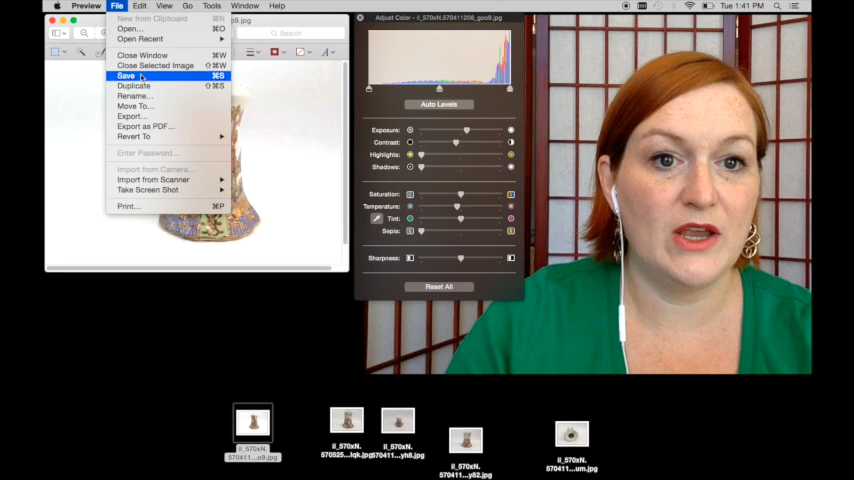 Preview File Edit View Go Tools Window Help Tue 1:41 PM
o9.jpg
Search
New from Clipboard ⌘N
Open... ⌘O
Open Recent
Close Window ⌘W
Close Selected Image ⇧⌘W
Save ⌘S
Duplicate ⇧⌘S
Rename...
Move To...
Export...
Export as PDF...
Revert To
Enter Password...
Import from Camera...
Import from Scanner
Take Screen Shot
Print... ⌘P
Adjust Color - il_570xN.570411206_goo9.jpg
Auto Levels
Exposure:
Contrast:
Highlights:
Shadows:
Saturation:
Temperature:
Tint:
Sepia:
Sharpness:
Reset All
il_570xN.
570411...o9.jpg
il_570xN.
570525...lqk.jpg
il_570xN.
570411...yh8.jpg
il_570xN.
570411...y82.jpg
il_570xN.
570411...um.jpg